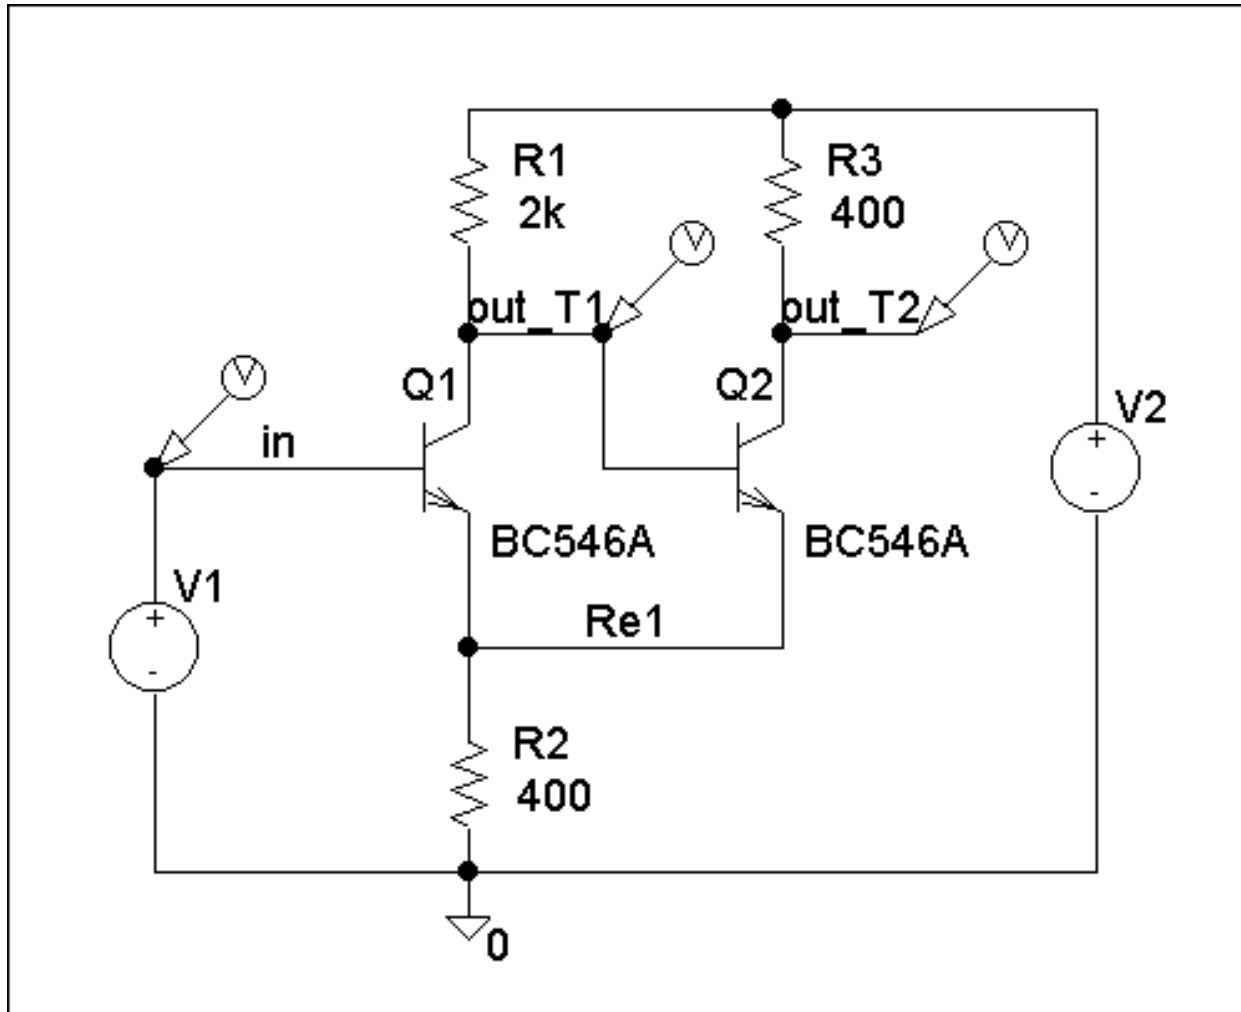 R1
2k
R3
400
V
V
out_T1
out_T2
V
Q1
Q2
V2
+
-
in
BC546A
BC546A
V1
+
-
Re1
R2
400
0